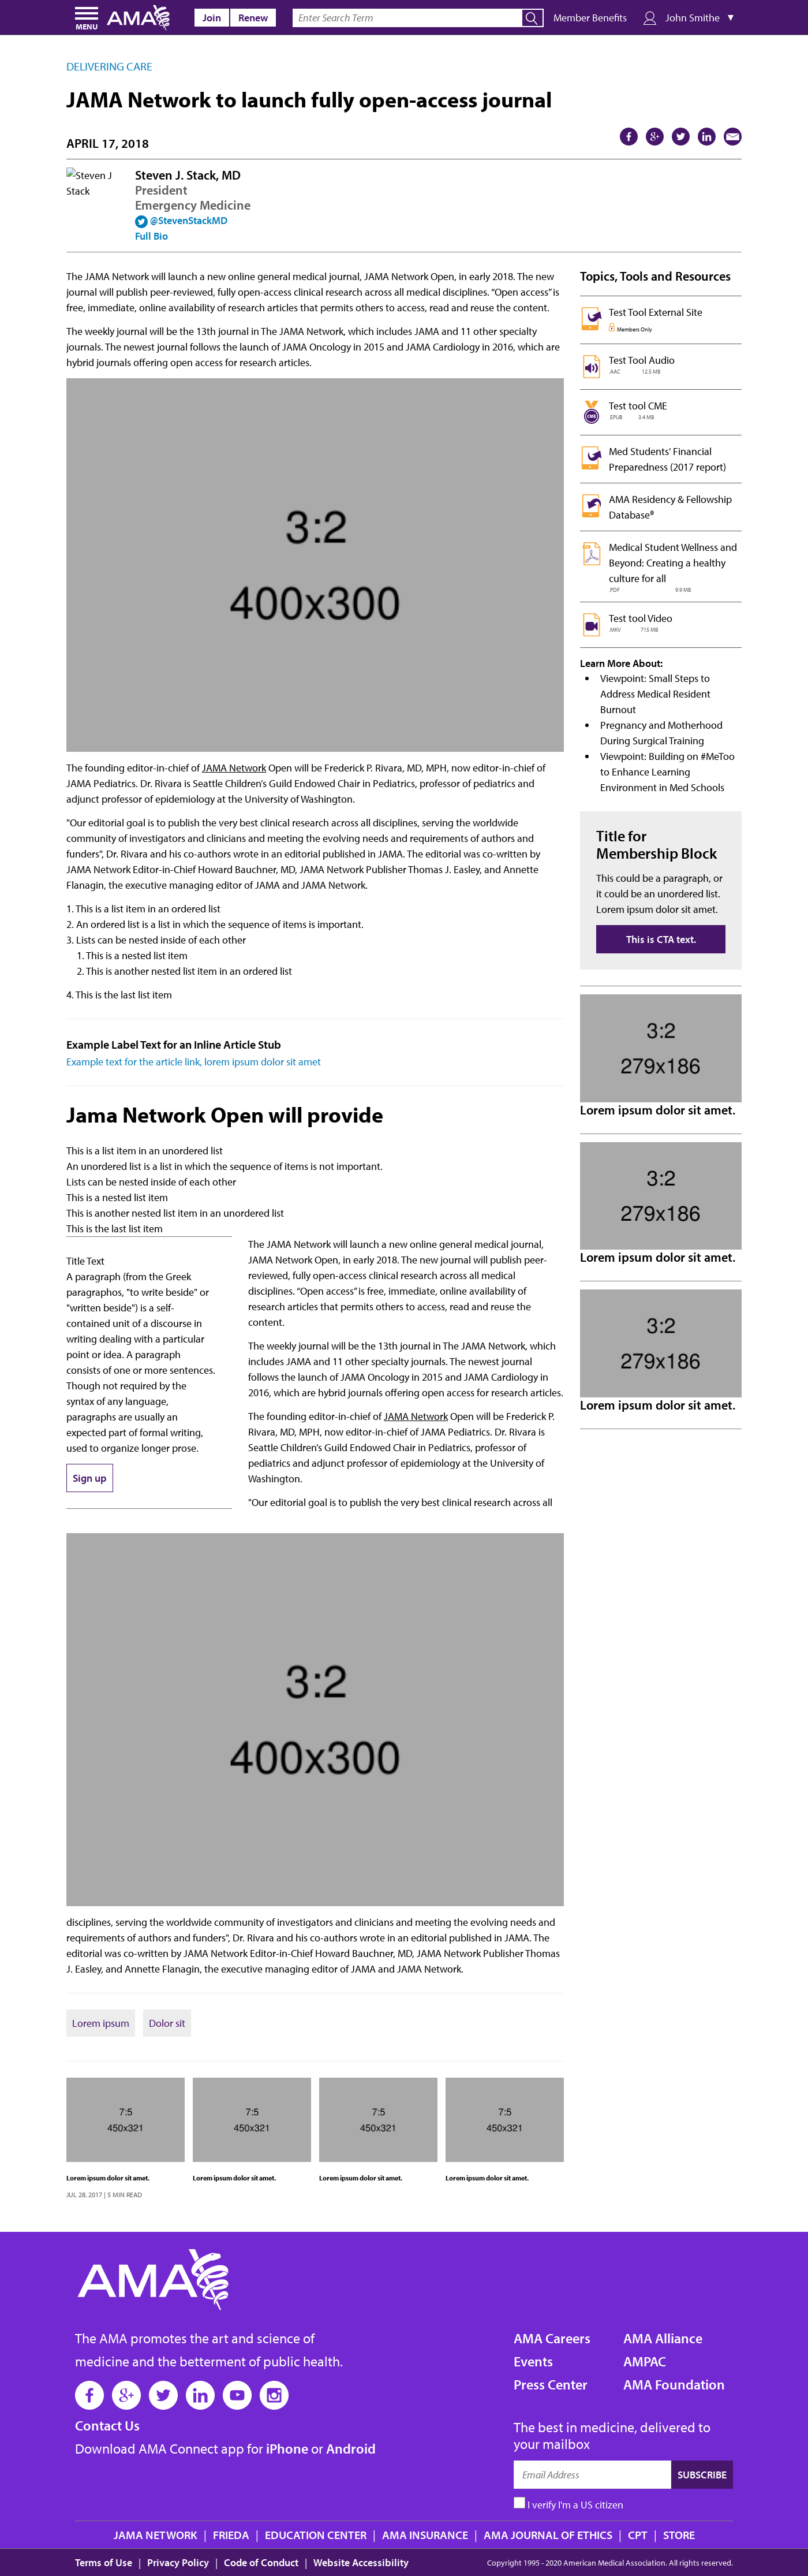 MENU
AMA
Join
Renew
Enter Search Term
Member Benefits
John Smithe ▼
DELIVERING CARE
JAMA Network to launch fully open-access journal
APRIL 17, 2018
Steven J
Stack
Steven J. Stack, MD
President
Emergency Medicine
@StevenStackMD
Full Bio
The JAMA Network will launch a new online general medical journal, JAMA Network Open, in early 2018. The new
journal will publish peer-reviewed, fully open-access clinical research across all medical disciplines. “Open access” is
free, immediate, online availability of research articles that permits others to access, read and reuse the content.
The weekly journal will be the 13th journal in The JAMA Network, which includes JAMA and 11 other specialty
journals. The newest journal follows the launch of JAMA Oncology in 2015 and JAMA Cardiology in 2016, which are
hybrid journals offering open access for research articles.
3:2
400x300
The founding editor-in-chief of JAMA Network Open will be Frederick P. Rivara, MD, MPH, now editor-in-chief of
JAMA Pediatrics. Dr. Rivara is Seattle Children’s Guild Endowed Chair in Pediatrics, professor of pediatrics and
adjunct professor of epidemiology at the University of Washington.
"Our editorial goal is to publish the very best clinical research across all disciplines, serving the worldwide
community of investigators and clinicians and meeting the evolving needs and requirements of authors and
funders", Dr. Rivara and his co-authors wrote in an editorial published in JAMA. The editorial was co-written by
JAMA Network Editor-in-Chief Howard Bauchner, MD, JAMA Network Publisher Thomas J. Easley, and Annette
Flanagin, the executive managing editor of JAMA and JAMA Network.
1. This is a list item in an ordered list
2. An ordered list is a list in which the sequence of items is important.
3. Lists can be nested inside of each other
1. This is a nested list item
2. This is another nested list item in an ordered list
4. This is the last list item
Example Label Text for an Inline Article Stub
Example text for the article link, lorem ipsum dolor sit amet
Jama Network Open will provide
This is a list item in an unordered list
An unordered list is a list in which the sequence of items is not important.
Lists can be nested inside of each other
This is a nested list item
This is another nested list item in an unordered list
This is the last list item
Title Text
A paragraph (from the Greek
paragraphos, "to write beside" or
"written beside") is a self-
contained unit of a discourse in
writing dealing with a particular
point or idea. A paragraph
consists of one or more sentences.
Though not required by the
syntax of any language,
paragraphs are usually an
expected part of formal writing,
used to organize longer prose.
Sign up
The JAMA Network will launch a new online general medical journal,
JAMA Network Open, in early 2018. The new journal will publish peer-
reviewed, fully open-access clinical research across all medical
disciplines. “Open access” is free, immediate, online availability of
research articles that permits others to access, read and reuse the
content.
The weekly journal will be the 13th journal in The JAMA Network, which
includes JAMA and 11 other specialty journals. The newest journal
follows the launch of JAMA Oncology in 2015 and JAMA Cardiology in
2016, which are hybrid journals offering open access for research articles.
The founding editor-in-chief of JAMA Network Open will be Frederick P.
Rivara, MD, MPH, now editor-in-chief of JAMA Pediatrics. Dr. Rivara is
Seattle Children’s Guild Endowed Chair in Pediatrics, professor of
pediatrics and adjunct professor of epidemiology at the University of
Washington.
"Our editorial goal is to publish the very best clinical research across all
3:2
400x300
disciplines, serving the worldwide community of investigators and clinicians and meeting the evolving needs and
requirements of authors and funders", Dr. Rivara and his co-authors wrote in an editorial published in JAMA. The
editorial was co-written by JAMA Network Editor-in-Chief Howard Bauchner, MD, JAMA Network Publisher Thomas
J. Easley, and Annette Flanagin, the executive managing editor of JAMA and JAMA Network.
Lorem ipsum
Dolor sit
7:5
450x321
Lorem ipsum dolor sit amet.
JUL 28, 2017 | 5 MIN READ
7:5
450x321
Lorem ipsum dolor sit amet.
7:5
450x321
Lorem ipsum dolor sit amet.
7:5
450x321
Lorem ipsum dolor sit amet.
Topics, Tools and Resources
Test Tool External Site
Members Only
Test Tool Audio
.AAC 12.5 MB
CME
Test tool CME
.EPUB 3.4 MB
Med Students' Financial
Preparedness (2017 report)
AMA Residency & Fellowship
Database®
Medical Student Wellness and
Beyond: Creating a healthy
culture for all
.PDF 9.9 MB
Test tool Video
.MKV 715 MB
Learn More About:
• Viewpoint: Small Steps to
Address Medical Resident
Burnout
• Pregnancy and Motherhood
During Surgical Training
• Viewpoint: Building on #MeToo
to Enhance Learning
Environment in Med Schools
Title for
Membership Block
This could be a paragraph, or
it could be an unordered list.
Lorem ipsum dolor sit amet.
This is CTA text.
3:2
279x186
Lorem ipsum dolor sit amet.
3:2
279x186
Lorem ipsum dolor sit amet.
3:2
279x186
Lorem ipsum dolor sit amet.
AMA
The AMA promotes the art and science of
medicine and the betterment of public health.
Contact Us
Download AMA Connect app for iPhone or Android
AMA Careers
Events
Press Center
AMA Alliance
AMPAC
AMA Foundation
The best in medicine, delivered to
your mailbox
Email Address
SUBSCRIBE
I verify I'm a US citizen
JAMA NETWORK | FRIEDA | EDUCATION CENTER | AMA INSURANCE | AMA JOURNAL OF ETHICS | CPT | STORE
Terms of Use | Privacy Policy | Code of Conduct | Website Accessibility
Copyright 1995 - 2020 American Medical Association. All rights reserved.